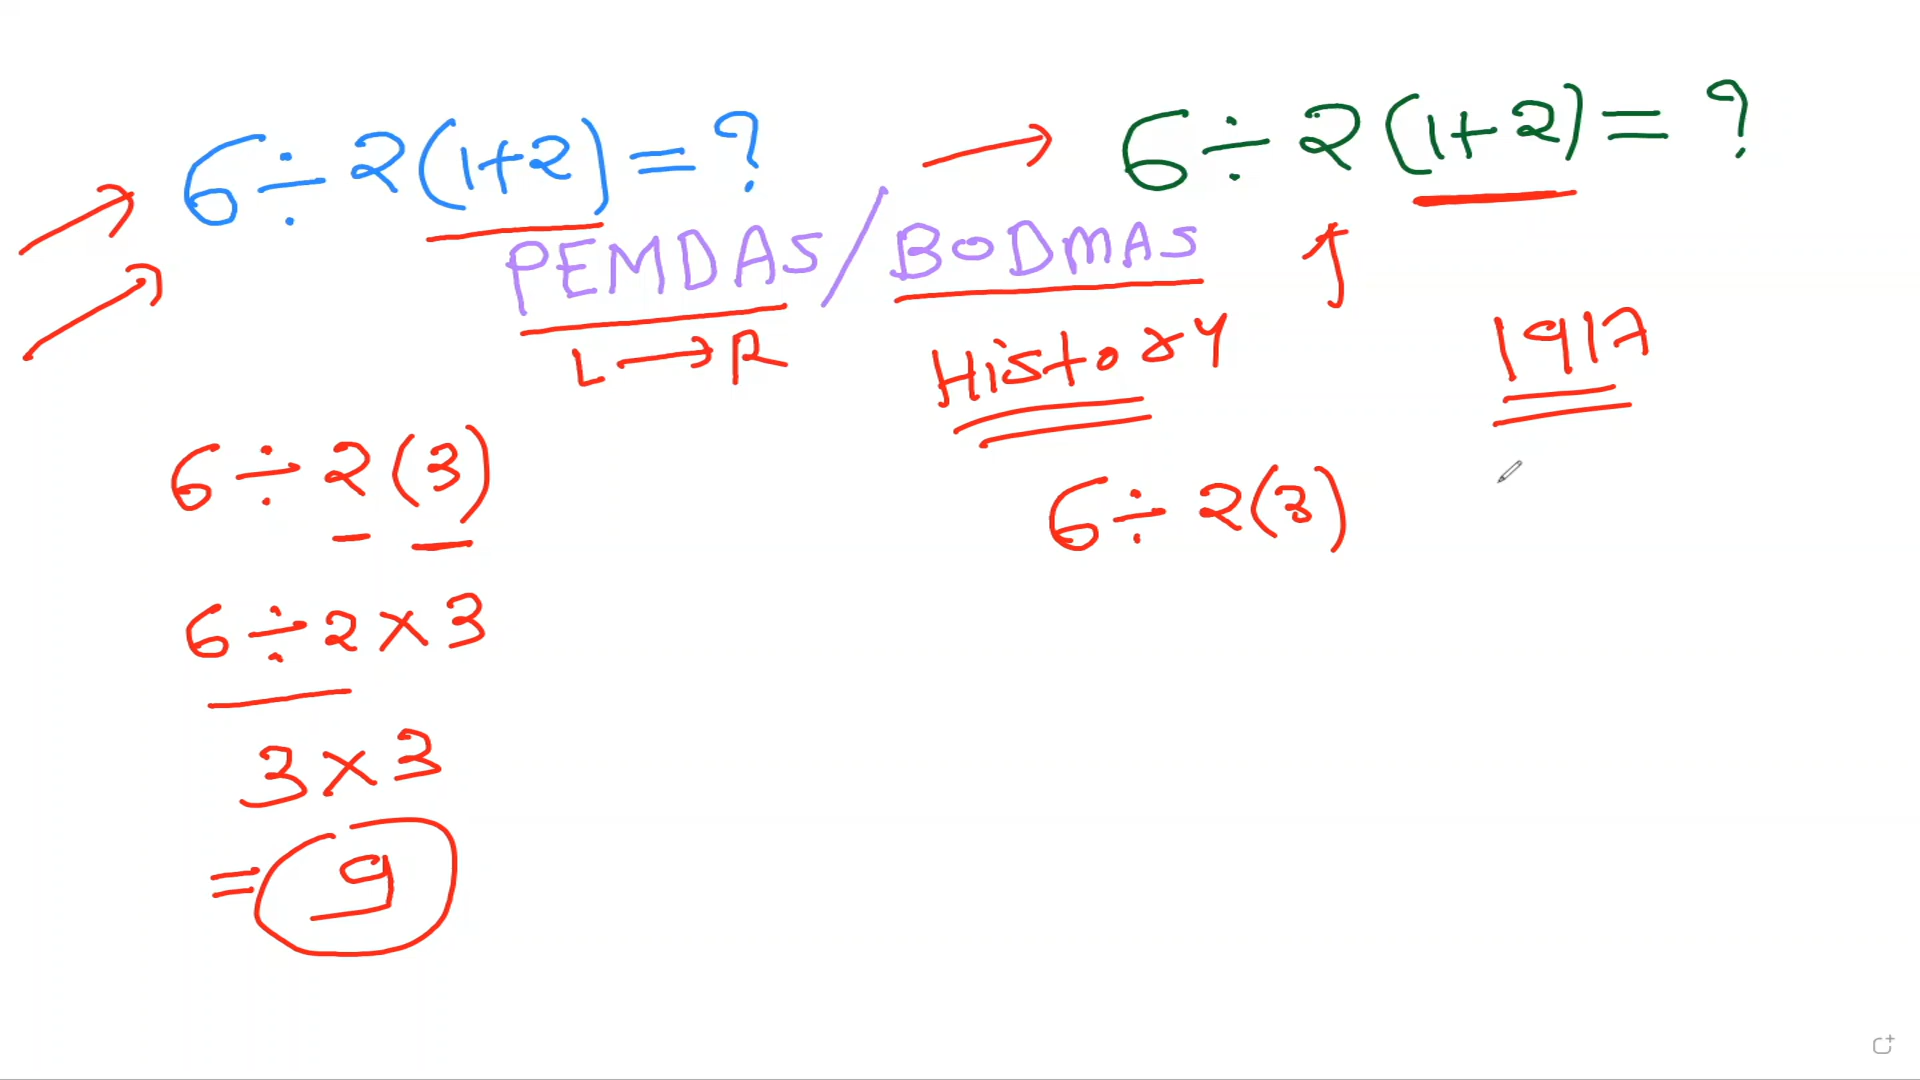 6÷2(1+2)=?
6÷2(1+2)=?
PEMDAS/BODMAS
L→R
History
1917
6÷2(3)
6÷2(3)
6÷2×3
3×3
=9